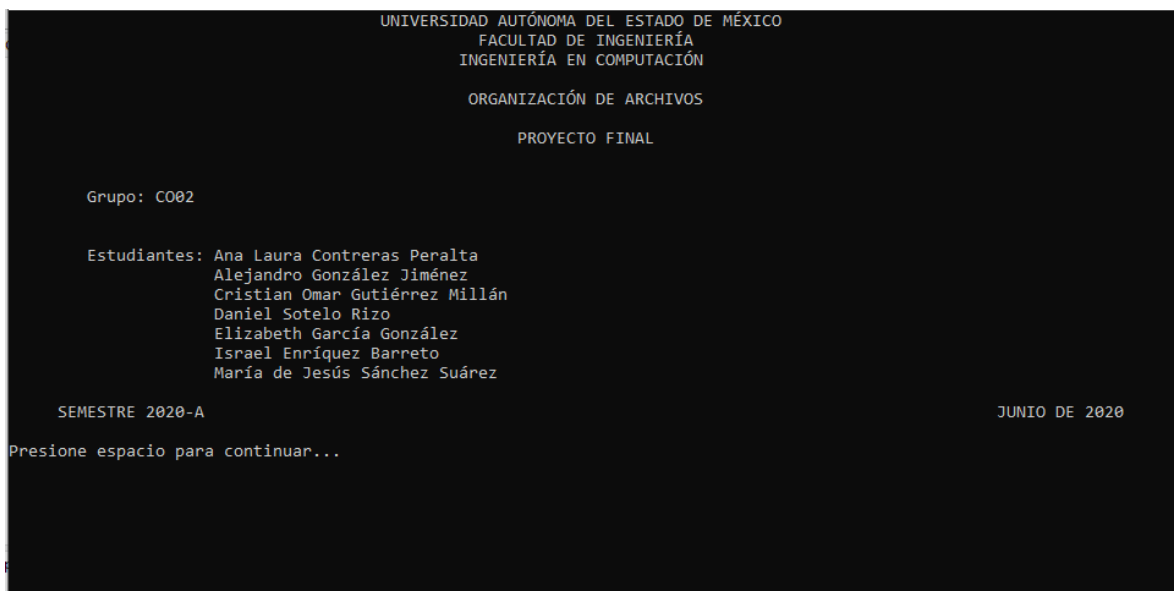 UNIVERSIDAD AUTÓNOMA DEL ESTADO DE MÉXICO
FACULTAD DE INGENIERÍA
INGENIERÍA EN COMPUTACIÓN
ORGANIZACIÓN DE ARCHIVOS
PROYECTO FINAL
Grupo: CO02
Estudiantes: Ana Laura Contreras Peralta
Alejandro González Jiménez
Cristian Omar Gutiérrez Millán
Daniel Sotelo Rizo
Elizabeth García González
Israel Enríquez Barreto
María de Jesús Sánchez Suárez
SEMESTRE 2020-A JUNIO DE 2020
Presione espacio para continuar...